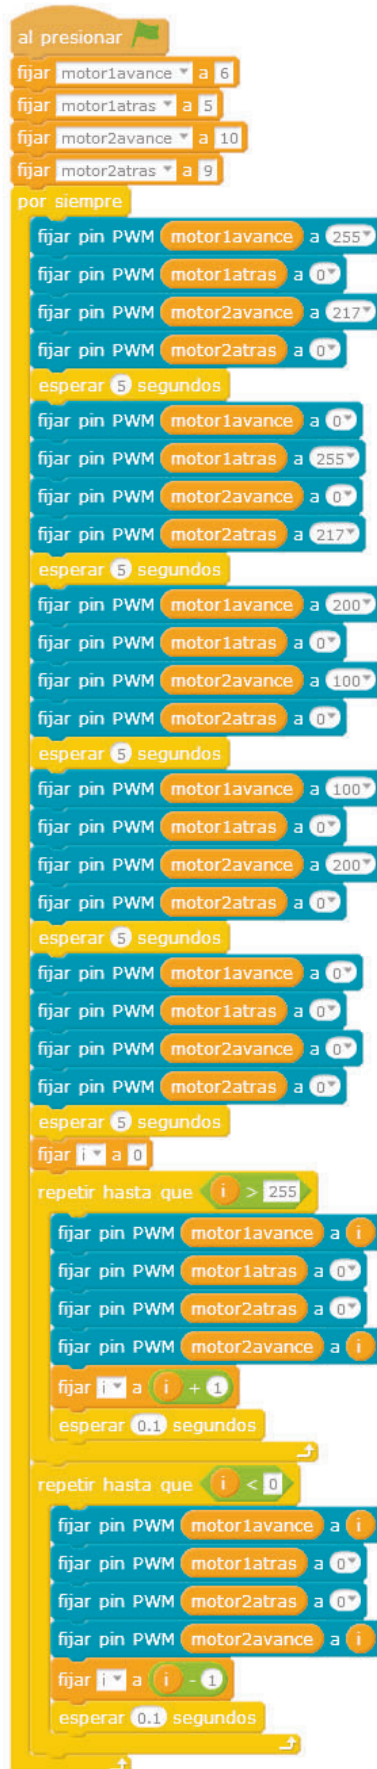 al presionar
fijar motor1avance a 6
fijar motor1atras a 5
fijar motor2avance a 10
fijar motor2atras a 9
por siempre
fijar pin PWM motor1avance a 255
fijar pin PWM motor1atras a 0
fijar pin PWM motor2avance a 217
fijar pin PWM motor2atras a 0
esperar 5 segundos
fijar pin PWM motor1avance a 0
fijar pin PWM motor1atras a 255
fijar pin PWM motor2avance a 0
fijar pin PWM motor2atras a 217
esperar 5 segundos
fijar pin PWM motor1avance a 200
fijar pin PWM motor1atras a 0
fijar pin PWM motor2avance a 100
fijar pin PWM motor2atras a 0
esperar 5 segundos
fijar pin PWM motor1avance a 100
fijar pin PWM motor1atras a 0
fijar pin PWM motor2avance a 200
fijar pin PWM motor2atras a 0
esperar 5 segundos
fijar pin PWM motor1avance a 0
fijar pin PWM motor1atras a 0
fijar pin PWM motor2avance a 0
fijar pin PWM motor2atras a 0
esperar 5 segundos
fijar i a 0
repetir hasta que i > 255
fijar pin PWM motor1avance a i
fijar pin PWM motor1atras a 0
fijar pin PWM motor2atras a 0
fijar pin PWM motor2avance a i
fijar i a i + 1
esperar 0.1 segundos
repetir hasta que i < 0
fijar pin PWM motor1avance a i
fijar pin PWM motor1atras a 0
fijar pin PWM motor2atras a 0
fijar pin PWM motor2avance a i
fijar i a i - 1
esperar 0.1 segundos